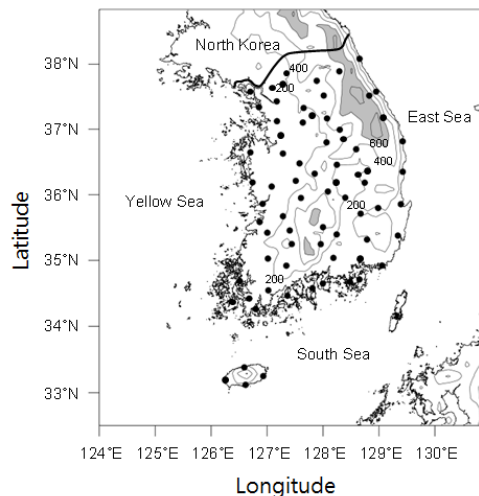 North Korea
38°N
400
200
East Sea
37°N
600
400
36°N
Yellow Sea
200
Latitude
35°N
200
34°N
South Sea
33°N
124°E 125°E 126°E 127°E 128°E 129°E 130°E
Longitude